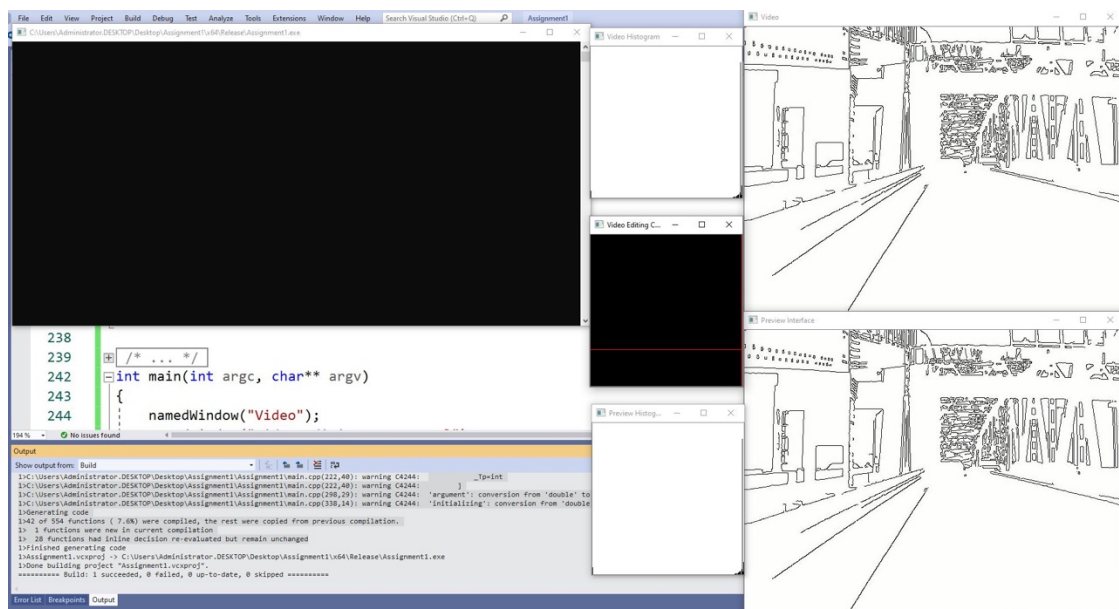 File Edit View Project Build Debug Test Analyze Tools Extensions Window Help Search Visual Studio (Ctrl+Q) Assignment1
C:\Users\Administrator.DESKTOP\Desktop\Assignment1\x64\Release\Assignment1.exe
Video Histogram
Video
Video Editing C...
Preview Interface
Preview Histog...
238
239 /* ... */
242 int main(int argc, char** argv)
243 {
244 namedWindow("Video");
194 % No issues found
Output
Show output from: Build
1>C:\Users\Administrator.DESKTOP\Desktop\Assignment1\main.cpp(222,40): warning C4244: _Tp=int
1>C:\Users\Administrator.DESKTOP\Desktop\Assignment1\main.cpp(222,40): warning C4244: ]
1>C:\Users\Administrator.DESKTOP\Desktop\Assignment1\main.cpp(298,29): warning C4244: 'argument': conversion from 'double' to
1>C:\Users\Administrator.DESKTOP\Desktop\Assignment1\main.cpp(338,14): warning C4244: 'initializing': conversion from 'double
1>Generating code
1>42 of 554 functions ( 7.6%) were compiled, the rest were copied from previous compilation.
1> 1 functions were new in current compilation
1> 28 functions had inline decision re-evaluated but remain unchanged
1>Finished generating code
1>Assignment1.vcxproj -> C:\Users\Administrator.DESKTOP\Desktop\Assignment1\x64\Release\Assignment1.exe
1>Done building project "Assignment1.vcxproj".
========== Build: 1 succeeded, 0 failed, 0 up-to-date, 0 skipped ==========
Error List Breakpoints Output